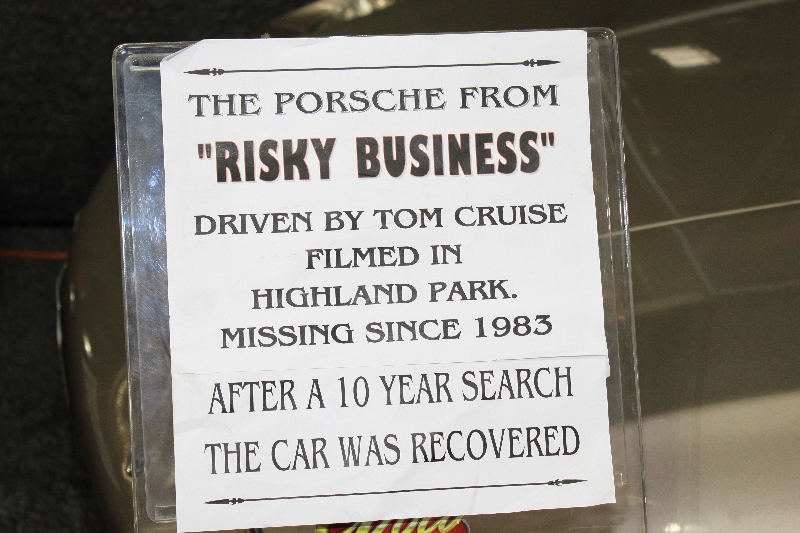 THE PORSCHE FROM
"RISKY BUSINESS"
DRIVEN BY TOM CRUISE
FILMED IN
HIGHLAND PARK.
MISSING SINCE 1983
AFTER A 10 YEAR SEARCH
THE CAR WAS RECOVERED